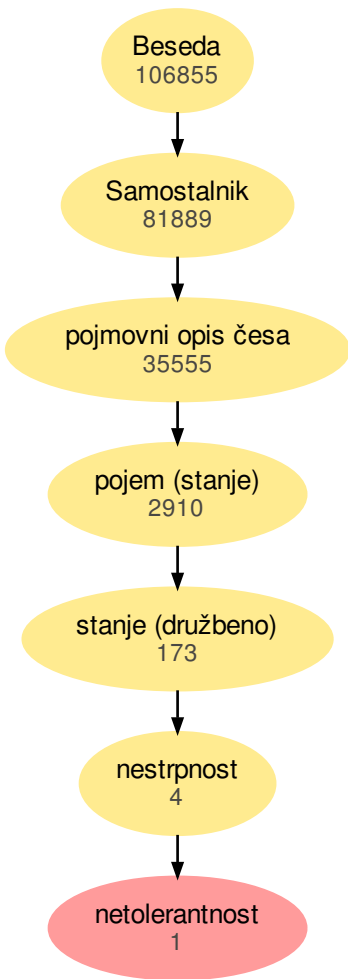 Beseda
106855
Samostalnik
81889
pojmovni opis česa
35555
pojem (stanje)
2910
stanje (družbeno)
173
nestrpnost
4
netolerantnost
1